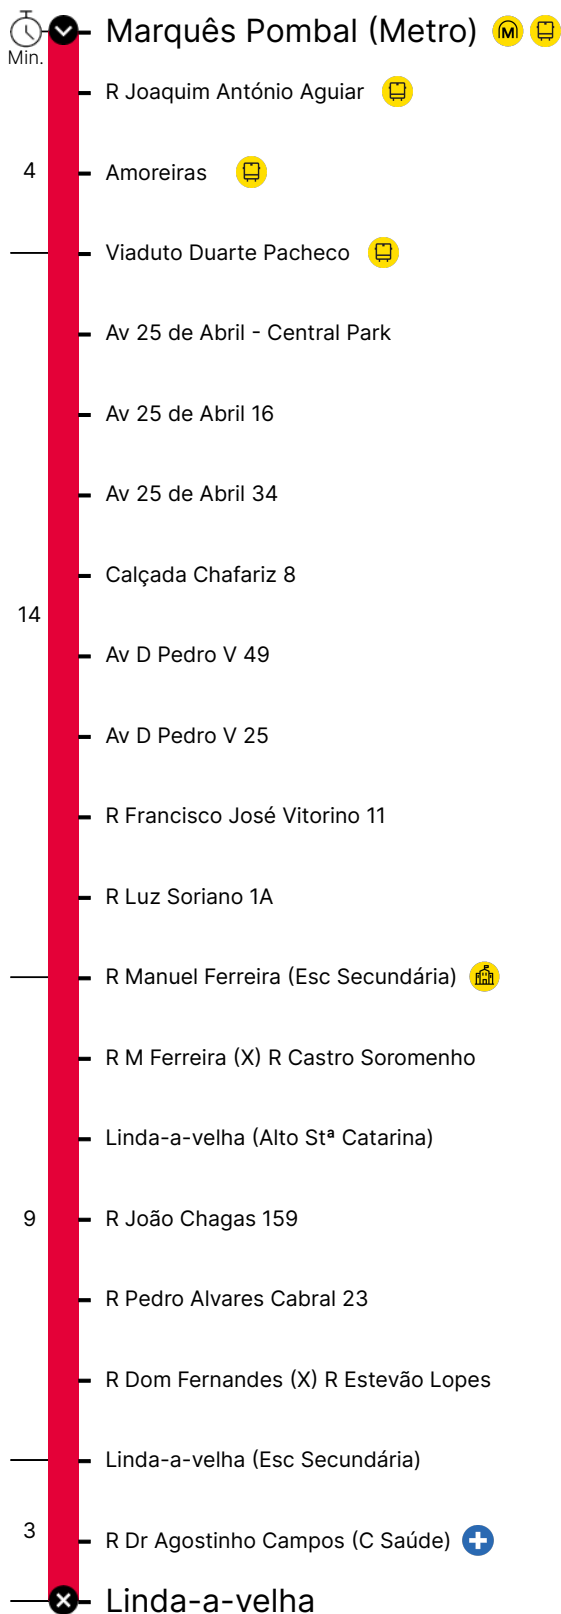 Marquês Pombal (Metro)
Min.
R Joaquim António Aguiar
4
Amoreiras
Viaduto Duarte Pacheco
Av 25 de Abril - Central Park
Av 25 de Abril 16
Av 25 de Abril 34
Calçada Chafariz 8
14
Av D Pedro V 49
Av D Pedro V 25
R Francisco José Vitorino 11
R Luz Soriano 1A
R Manuel Ferreira (Esc Secundária)
R M Ferreira (X) R Castro Soromenho
Linda-a-velha (Alto Stª Catarina)
9
R João Chagas 159
R Pedro Alvares Cabral 23
R Dom Fernandes (X) R Estevão Lopes
Linda-a-velha (Esc Secundária)
3
R Dr Agostinho Campos (C Saúde)
Linda-a-velha